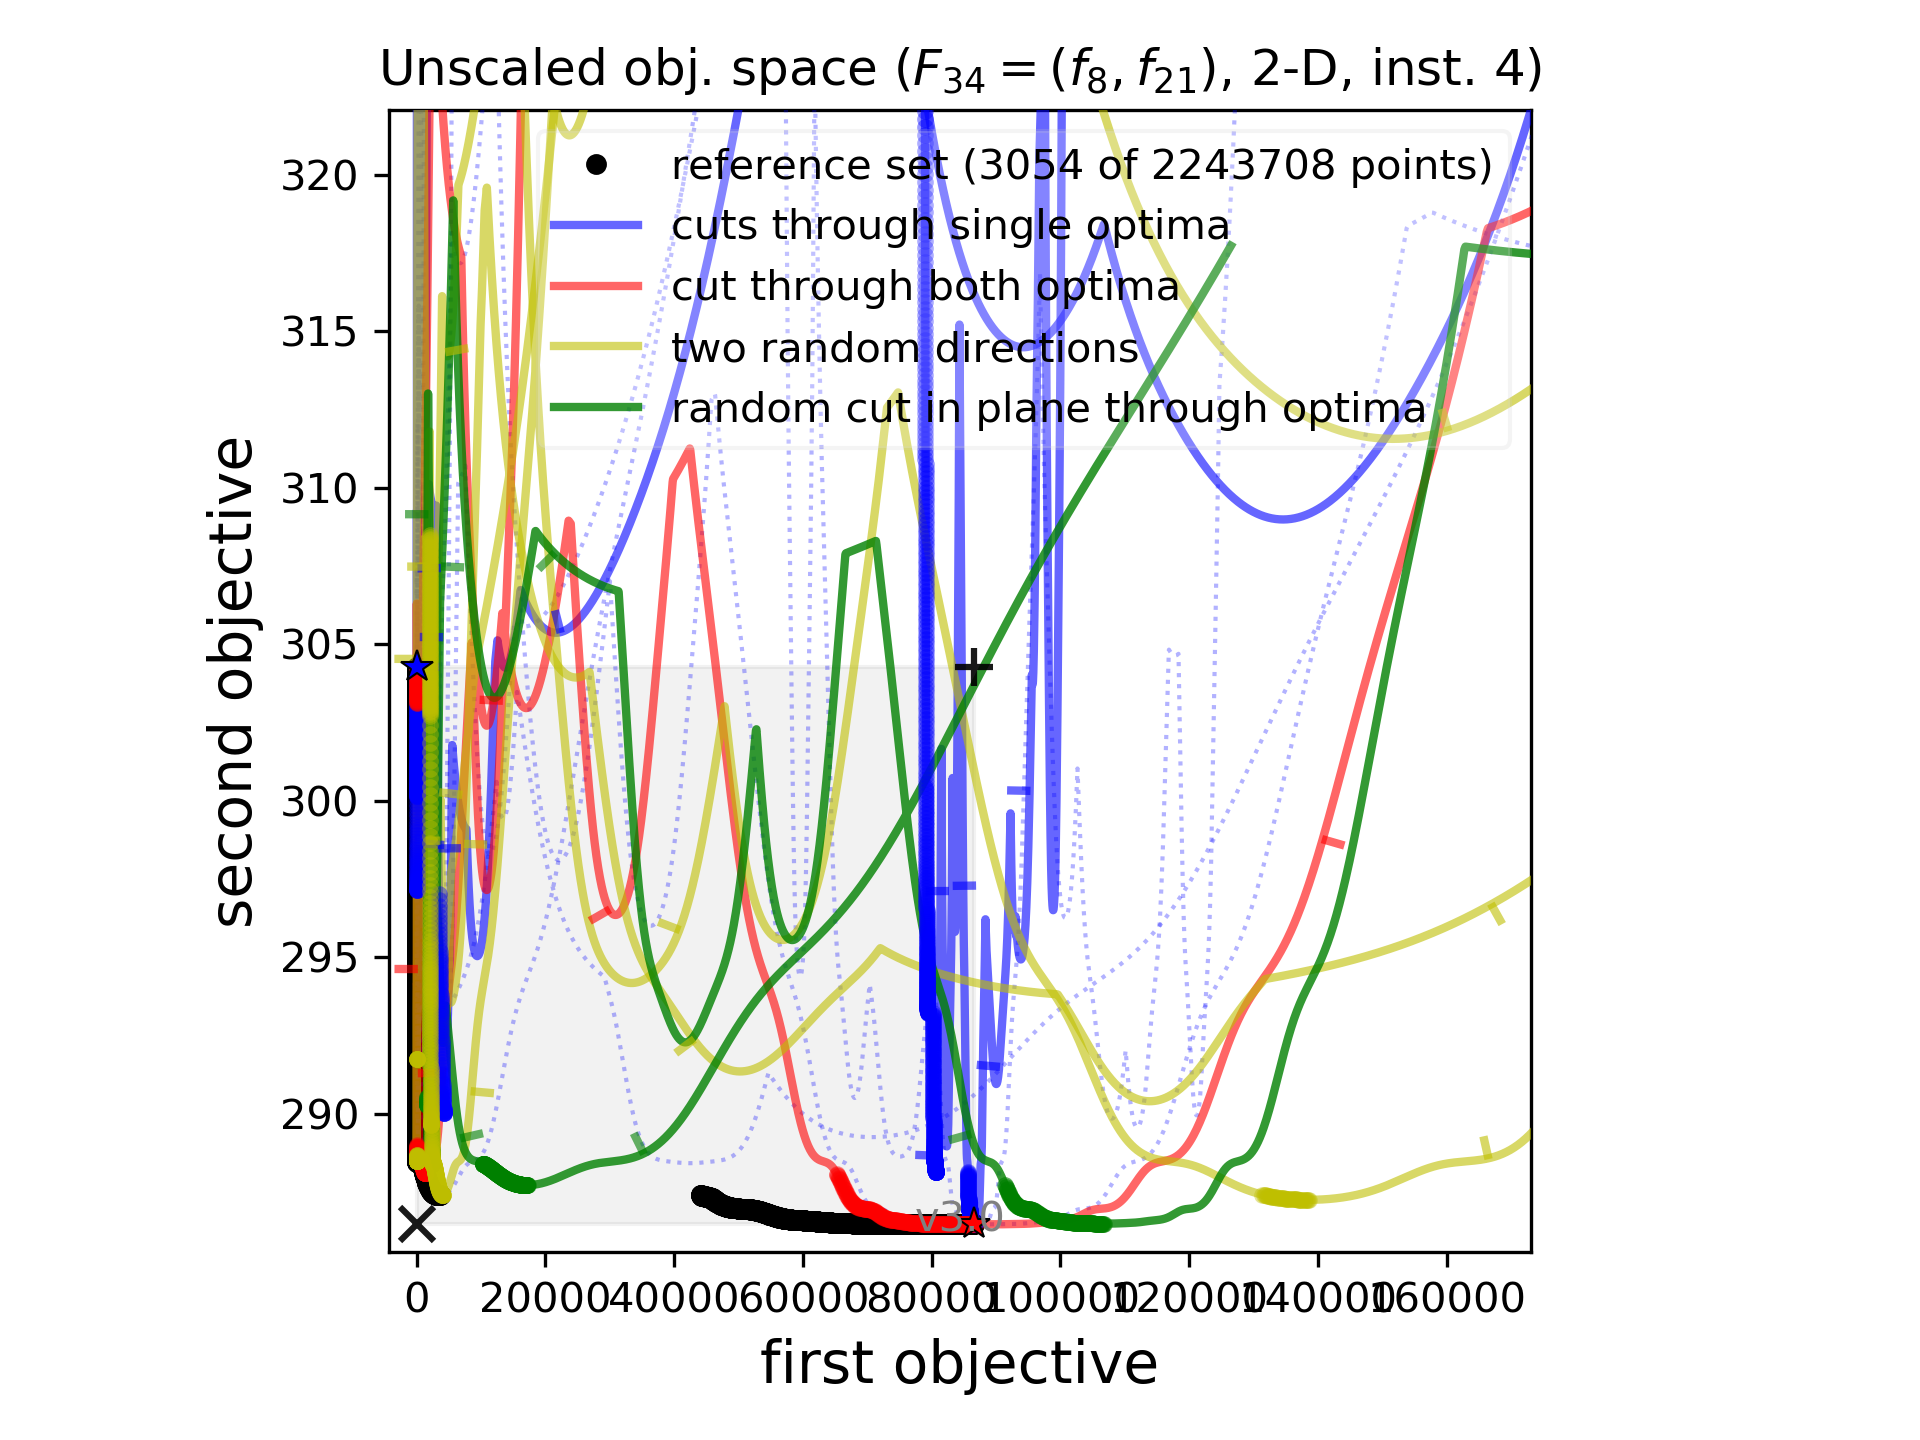 Unscaled obj. space (F₃₄ = (f₈, f₂₁), 2-D, inst. 4)
reference set (3054 of 2243708 points)
cuts through single optima
cut through both optima
two random directions
random cut in plane through optima
320
315
310
305
300
295
290
second objective
v3.0
0 20000 40000 60000 80000 100000 120000 140000 160000
first objective